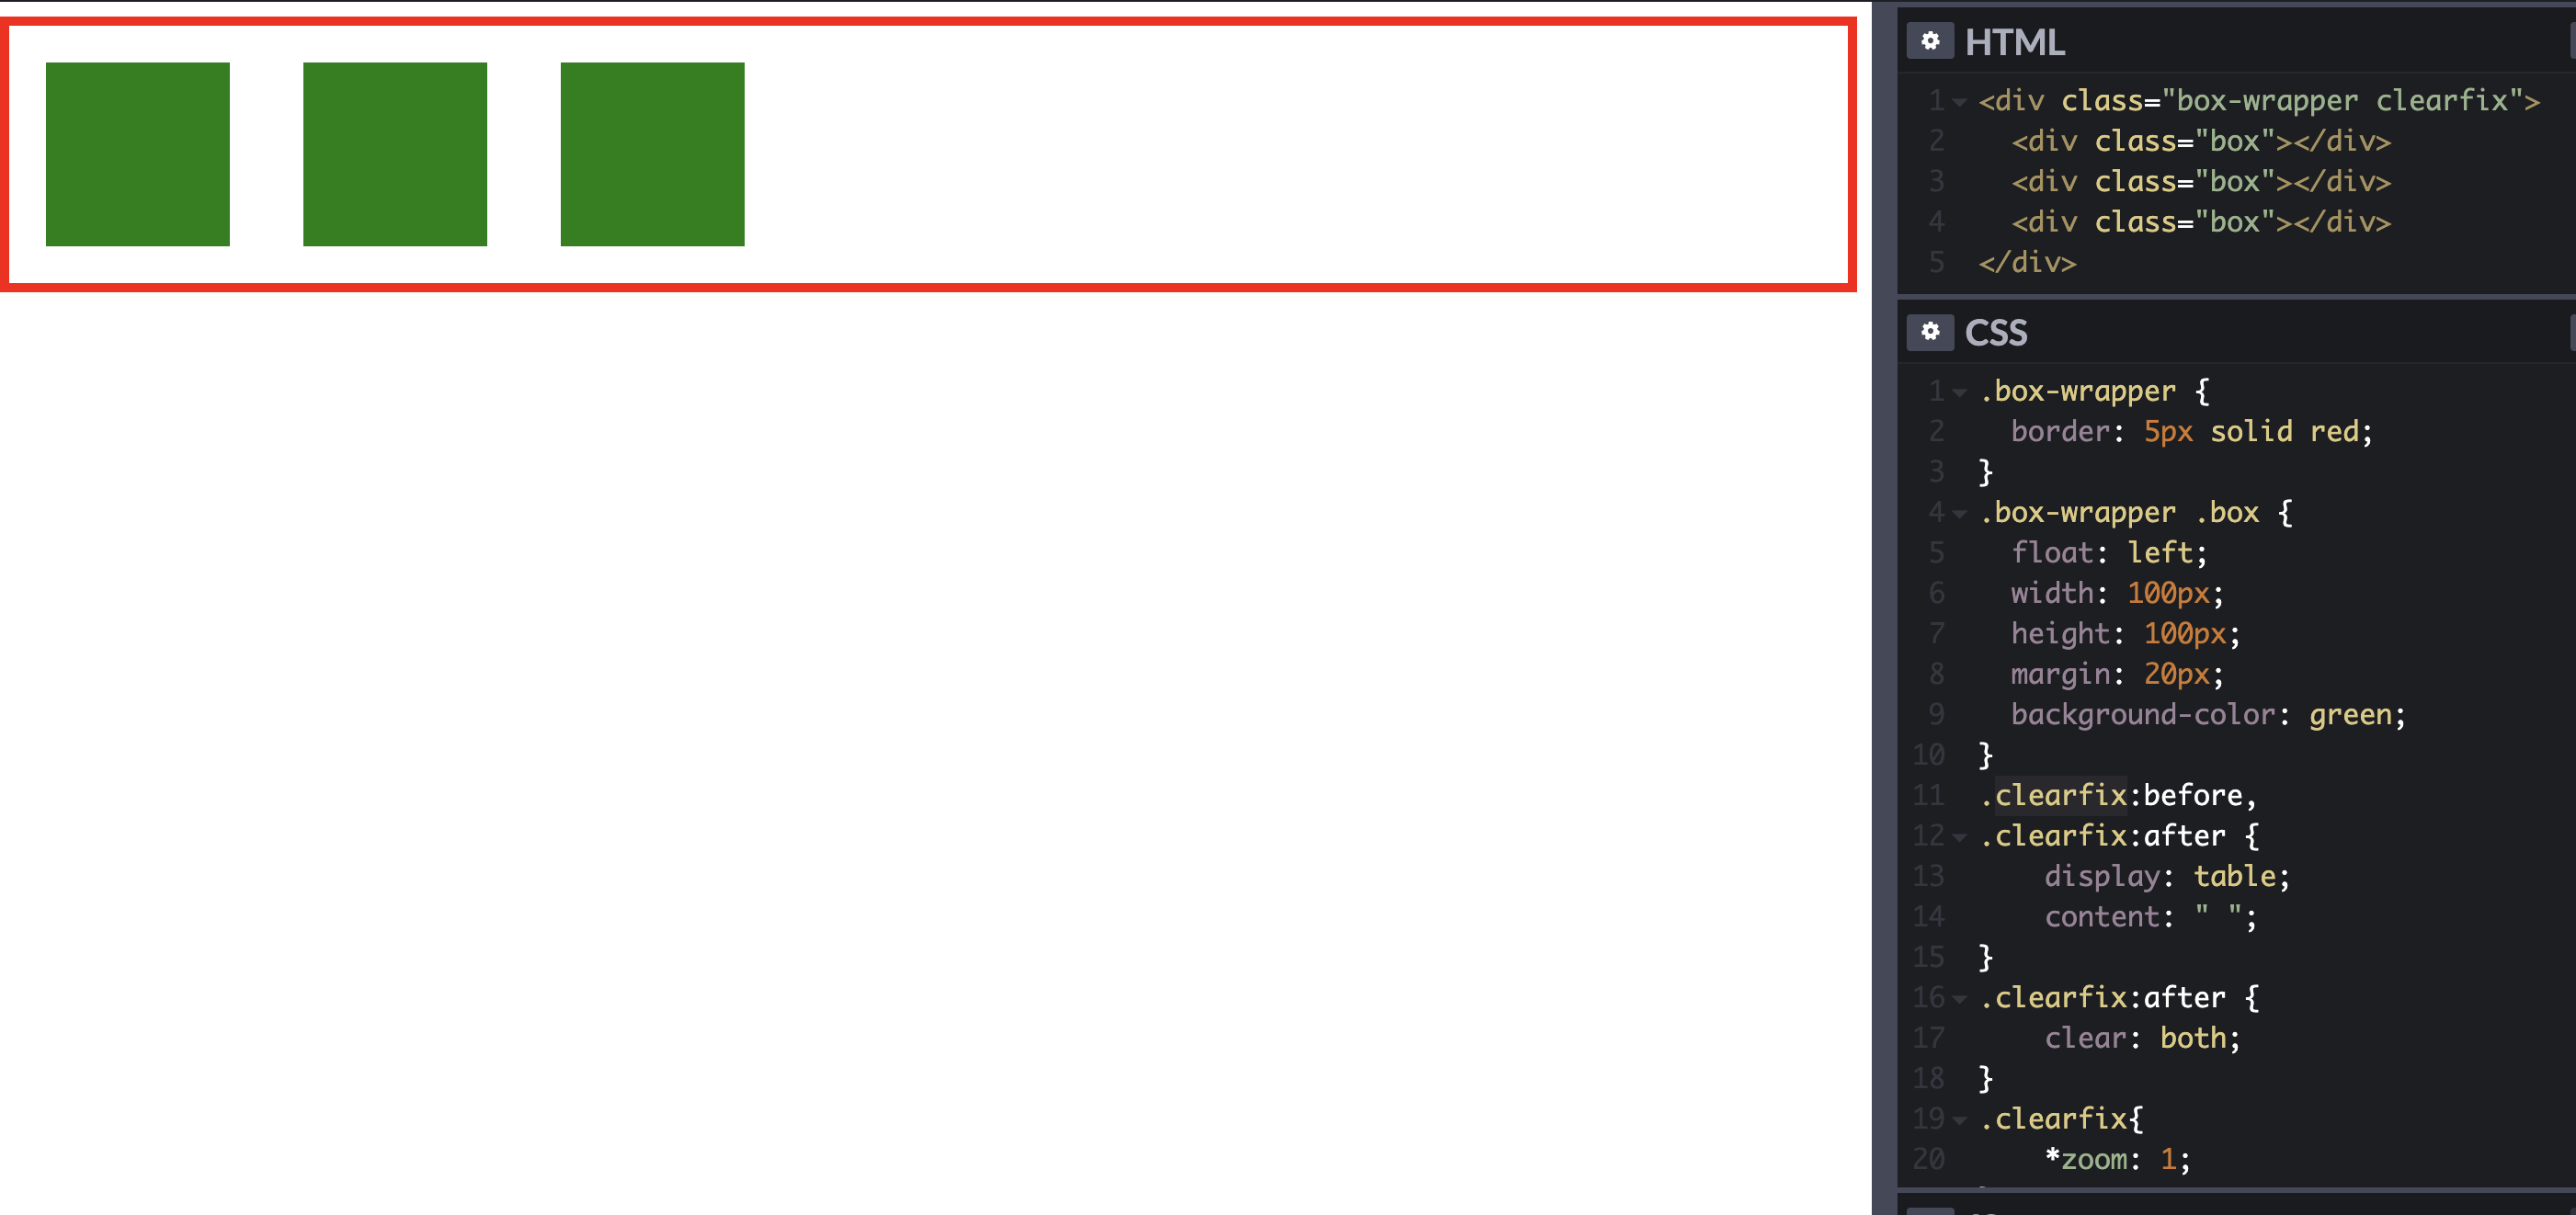 HTML
1 <div class="box-wrapper clearfix">
2 <div class="box"></div>
3 <div class="box"></div>
4 <div class="box"></div>
5 </div>
CSS
1 .box-wrapper {
2 border: 5px solid red;
3 }
4 .box-wrapper .box {
5 float: left;
6 width: 100px;
7 height: 100px;
8 margin: 20px;
9 background-color: green;
10 }
11 .clearfix:before,
12 .clearfix:after {
13 display: table;
14 content: " ";
15 }
16 .clearfix:after {
17 clear: both;
18 }
19 .clearfix{
20 *zoom: 1;